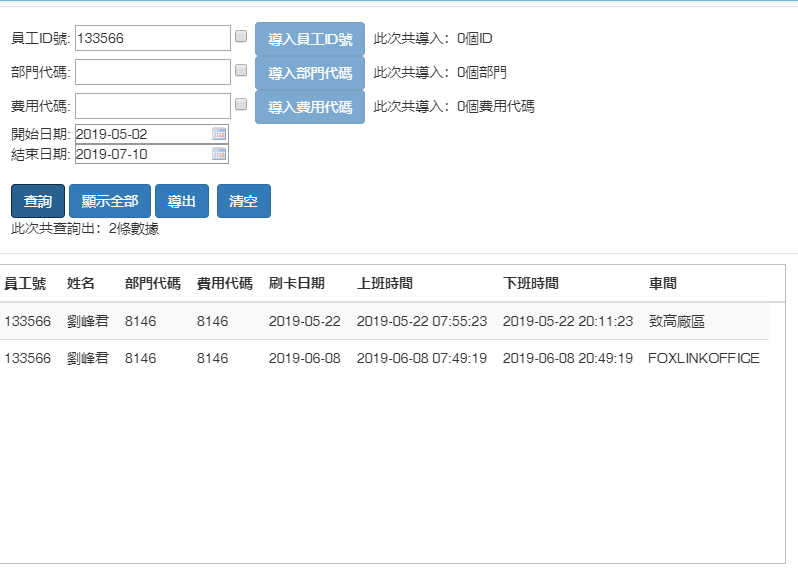 員工ID號: 133566 導入員工ID號 此次共導入：0個ID
部門代碼: 導入部門代碼 此次共導入：0個部門
費用代碼: 導入費用代碼 此次共導入：0個費用代碼
開始日期: 2019-05-02
結束日期: 2019-07-10
查詢 顯示全部 導出 清空
此次共查詢出：2條數據
員工號 姓名 部門代碼 費用代碼 刷卡日期 上班時間 下班時間 車間
133566 劉峰君 8146 8146 2019-05-22 2019-05-22 07:55:23 2019-05-22 20:11:23 致高廠區
133566 劉峰君 8146 8146 2019-06-08 2019-06-08 07:49:19 2019-06-08 20:49:19 FOXLINKOFFICE